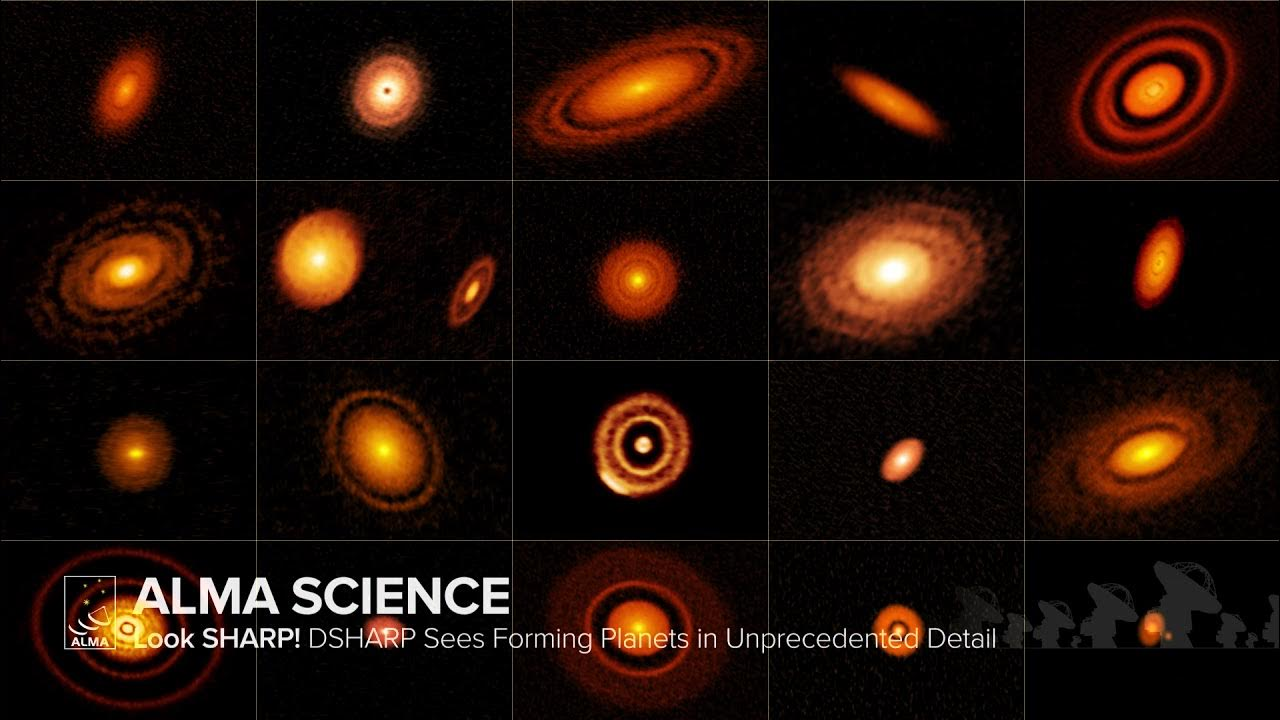 ALMA SCIENCE
ALMA
Look SHARP! DSHARP Sees Forming Planets in Unprecedented Detail